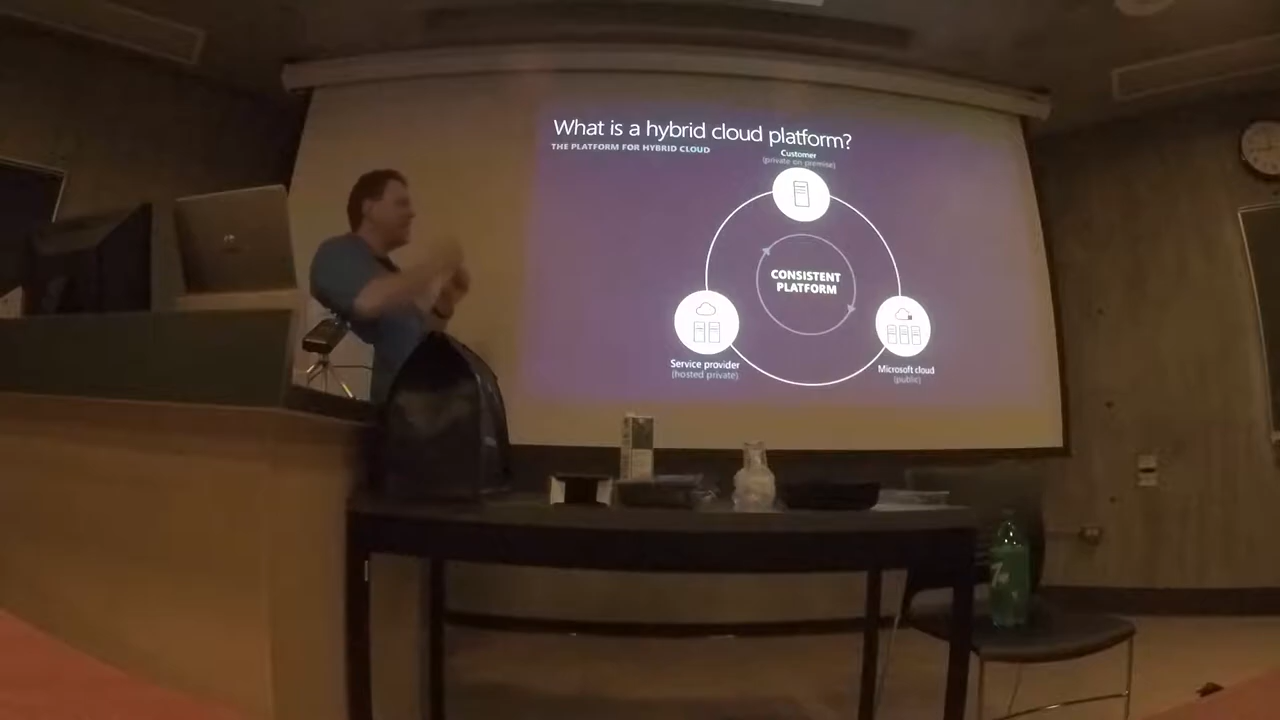 What is a hybrid cloud platform?
THE PLATFORM FOR HYBRID CLOUD
Customer
(private on premise)
CONSISTENT
PLATFORM
Service provider
(hosted private)
Microsoft cloud
(public)
7